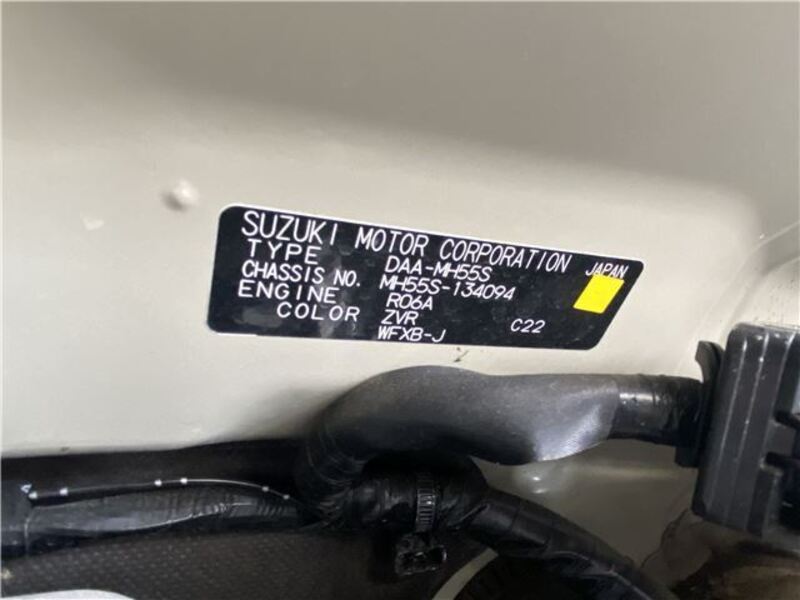 SUZUKI MOTOR CORPORATION JAPAN
TYPE DAA-MH55S
CHASSIS NO. MH55S-134094
ENGINE R06A
COLOR ZVR C22
WFXB-J